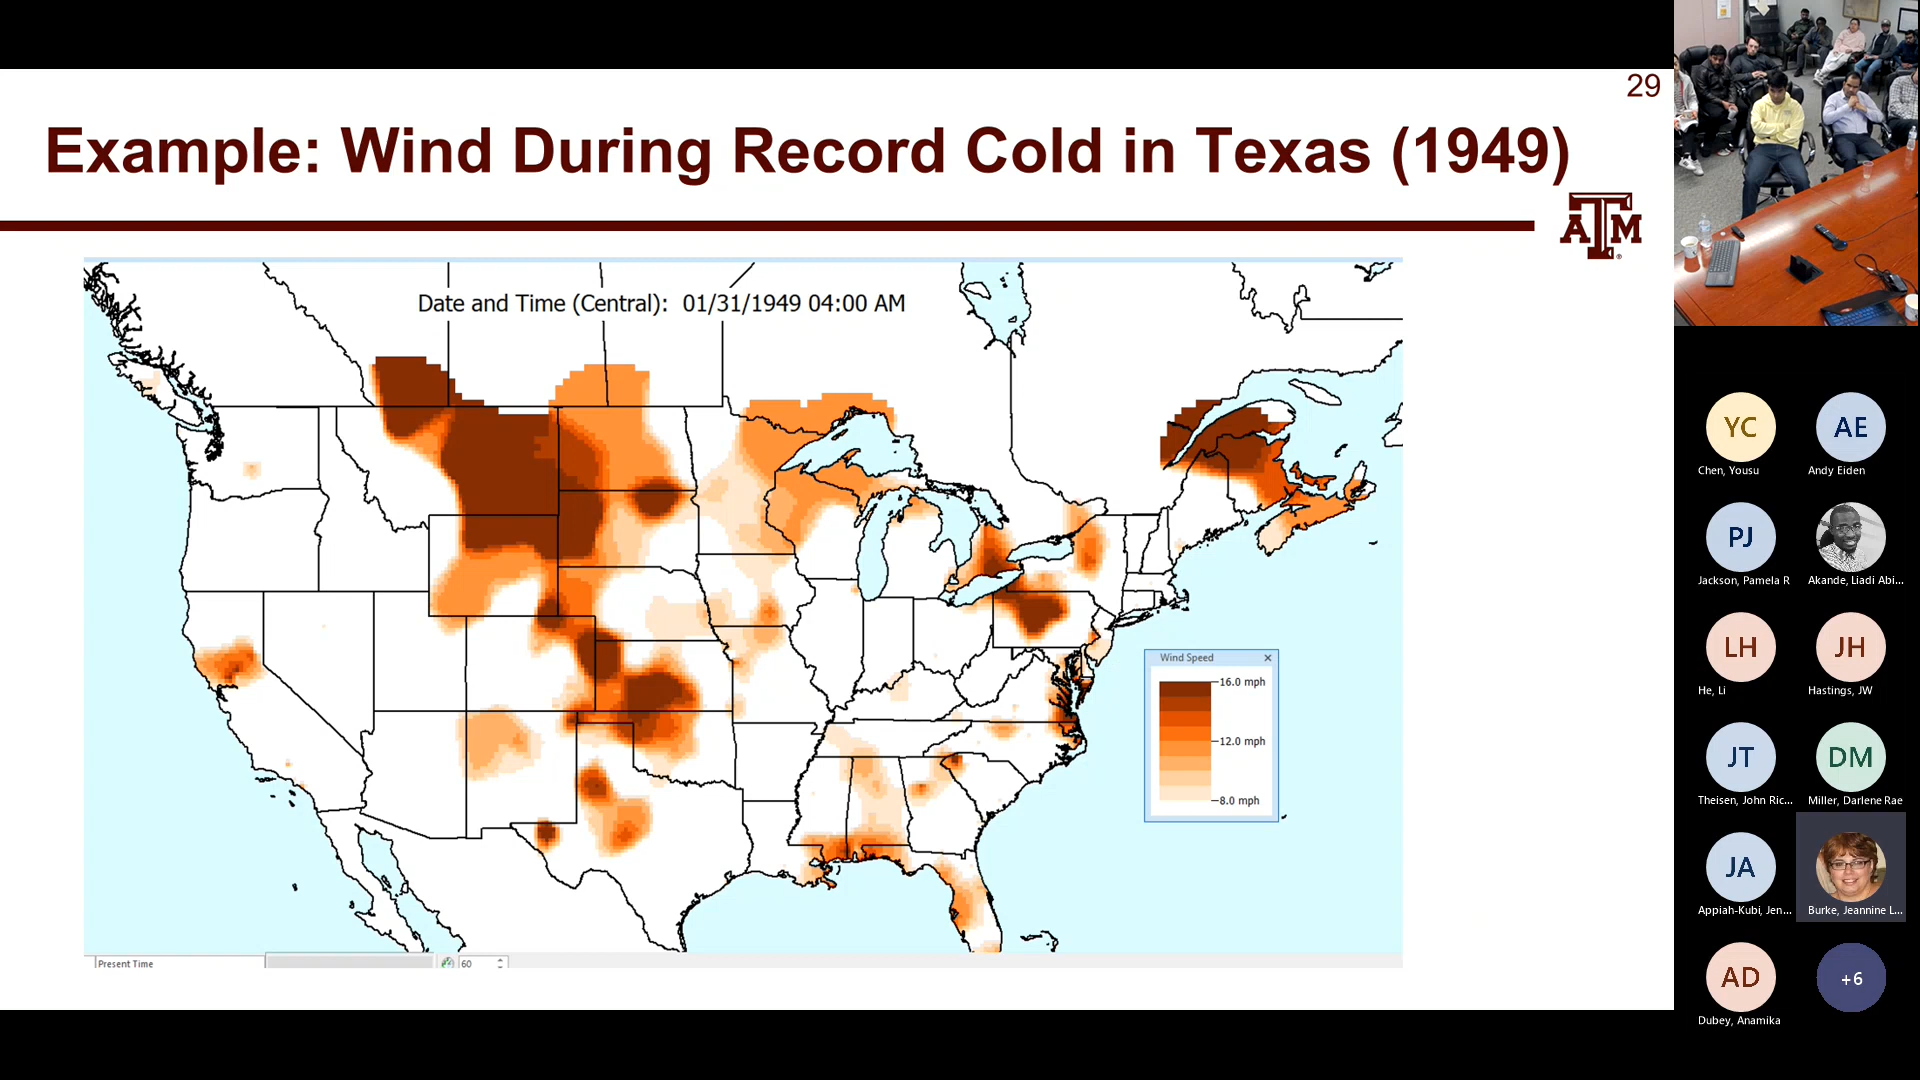 29
Example: Wind During Record Cold in Texas (1949)
ATM
Date and Time (Central): 01/31/1949 04:00 AM
Wind Speed
16.0 mph
12.0 mph
8.0 mph
Present Time
60
YC
AE
Chen, Yousu
Andy Eiden
PJ
Jackson, Pamela R
Akande, Liadi Abi...
LH
JH
He, Li
Hastings, JW
JT
DM
Theisen, John Ric...
Miller, Darlene Rae
JA
Appiah-Kubi, Jen...
Burke, Jeannine L...
AD
+6
Dubey, Anamika